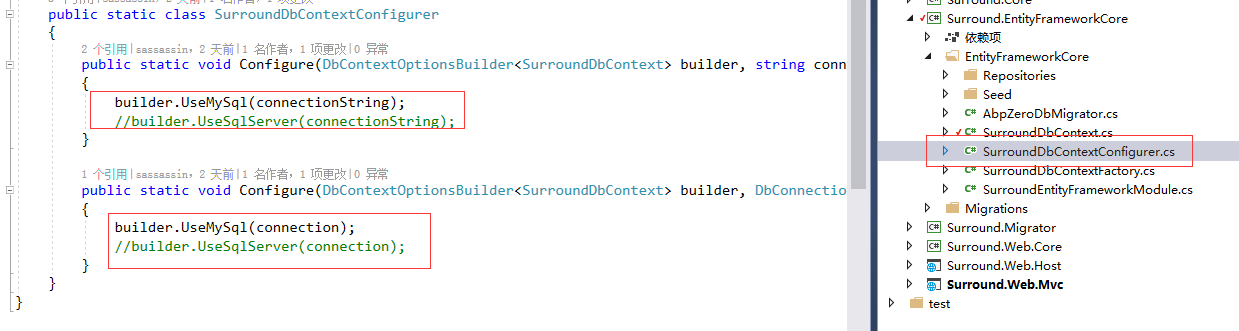 public static class SurroundDbContextConfigurer
{
2 个引用|sassassin，2 天前|1 名作者，1 项更改|0 异常
public static void Configure(DbContextOptionsBuilder<SurroundDbContext> builder, string conn
{
builder.UseMySql(connectionString);
//builder.UseSqlServer(connectionString);
}
1 个引用|sassassin，2 天前|1 名作者，1 项更改|0 异常
public static void Configure(DbContextOptionsBuilder<SurroundDbContext> builder, DbConnection
{
builder.UseMySql(connection);
//builder.UseSqlServer(connection);
}
}
}
Surround.Core
Surround.EntityFrameworkCore
依赖项
EntityFrameworkCore
Repositories
Seed
C# AbpZeroDbMigrator.cs
C# SurroundDbContext.cs
C# SurroundDbContextConfigurer.cs
C# SurroundDbContextFactory.cs
C# SurroundEntityFrameworkModule.cs
Migrations
C# Surround.Migrator
C# Surround.Web.Core
Surround.Web.Host
Surround.Web.Mvc
test